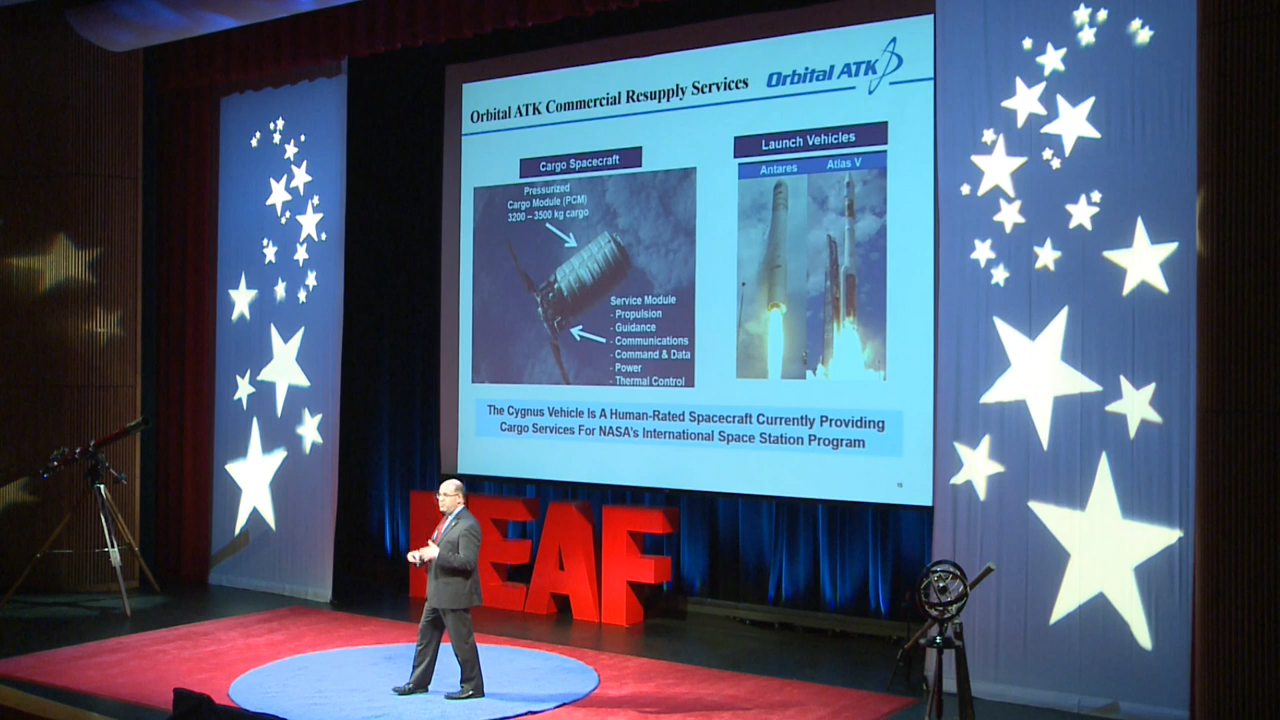 Orbital ATK Commercial Resupply Services
Orbital ATK
Cargo Spacecraft
Pressurized
Cargo Module (PCM)
3200 – 3500 kg cargo
Service Module
- Propulsion
- Guidance
- Communications
- Command & Data
- Power
- Thermal Control
Launch Vehicles
Antares
Atlas V
The Cygnus Vehicle Is A Human-Rated Spacecraft Currently Providing
Cargo Services For NASA's International Space Station Program
EAF